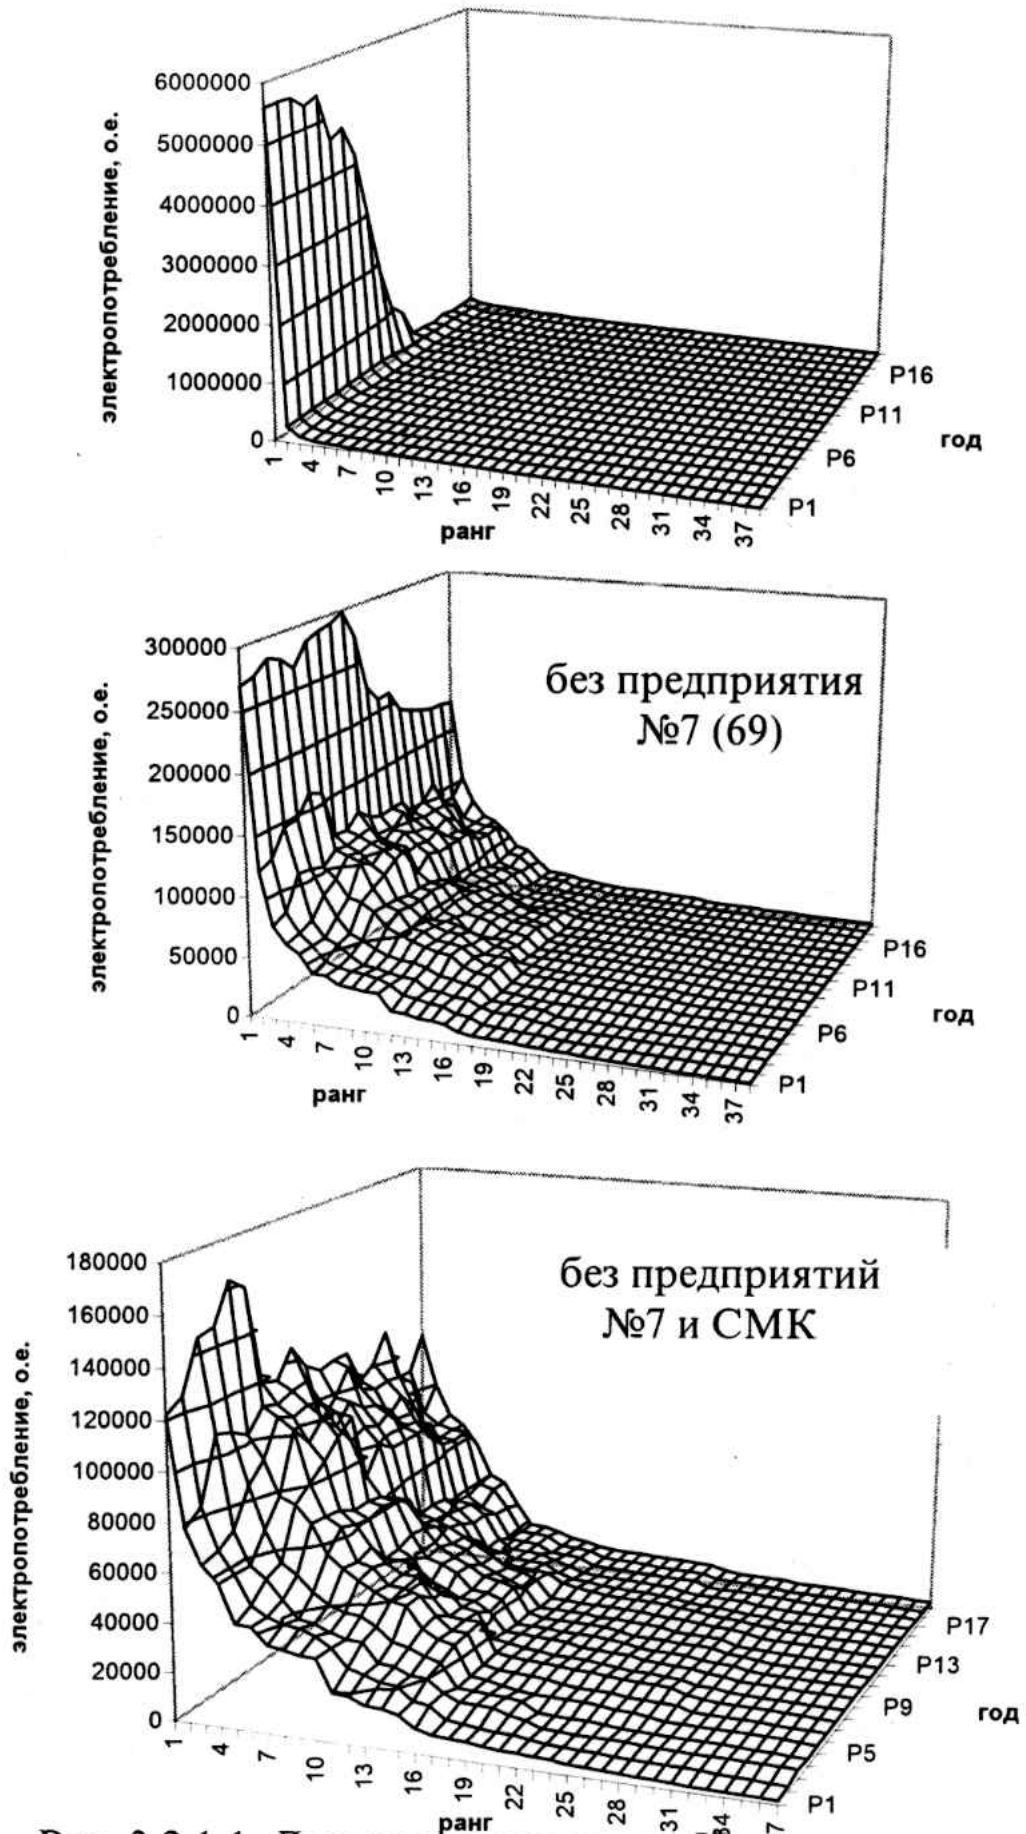 6000000
5000000
4000000
3000000
2000000
1000000
0
электропотребление, о.е.
1 4 7 10 13 16 19 22 25 28 31 34 37
ранг
P16
P11
P6
P1
год
без предприятия
№7 (69)
300000
250000
200000
150000
100000
50000
0
электропотребление, о.е.
1 4 7 10 13 16 19 22 25 28 31 34 37
ранг
P16
P11
P6
P1
год
без предприятий
№7 и СМК
180000
160000
140000
120000
100000
80000
60000
40000
20000
0
электропотребление, о.е.
1 4 7 10 13 16 19 22 25 28 31 34 7
ранг
P17
P13
P9
P5
P1
год